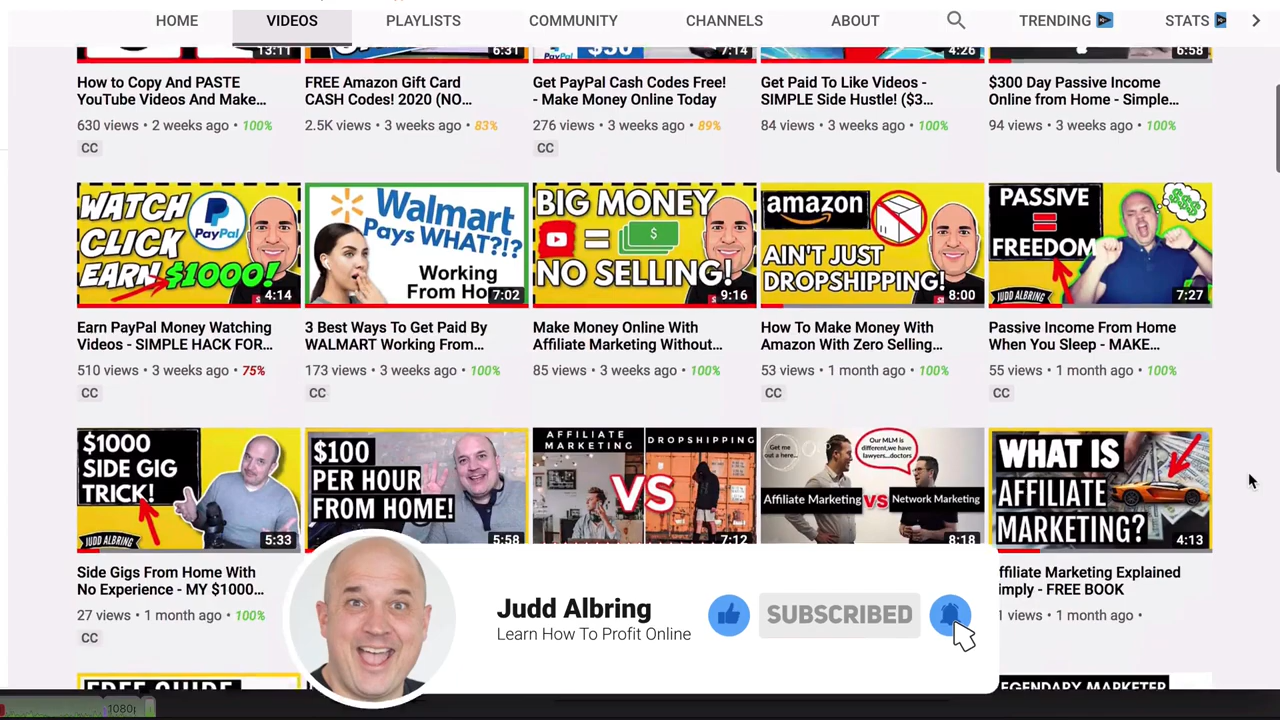 HOME VIDEOS PLAYLISTS COMMUNITY CHANNELS ABOUT TRENDING STATS
13:11 6:31 PayPal $50 7:14 4:26 6:58
How to Copy And PASTE
YouTube Videos And Make...
630 views • 2 weeks ago • 100%
CC
FREE Amazon Gift Card
CASH Codes! 2020 (NO...
2.5K views • 3 weeks ago • 83%
Get PayPal Cash Codes Free!
- Make Money Online Today
276 views • 3 weeks ago • 89%
CC
Get Paid To Like Videos -
SIMPLE Side Hustle! ($3...
84 views • 3 weeks ago • 100%
$300 Day Passive Income
Online from Home - Simple...
94 views • 3 weeks ago • 100%
WATCH
CLICK
EARN $1000!
PayPal
4:14
Earn PayPal Money Watching
Videos - SIMPLE HACK FOR...
510 views • 3 weeks ago • 75%
CC
Walmart
Pays WHAT?!?
Working
From Ho
7:02
3 Best Ways To Get Paid By
WALMART Working From...
173 views • 3 weeks ago • 100%
CC
BIG MONEY
=
NO SELLING!
9:16
Make Money Online With
Affiliate Marketing Without...
85 views • 3 weeks ago • 100%
amazon
AIN'T JUST
DROPSHIPPING!
8:00
How To Make Money With
Amazon With Zero Selling...
53 views • 1 month ago • 100%
CC
PASSIVE
=
FREEDOM
$$$
JUDD ALBRING
7:27
Passive Income From Home
When You Sleep - MAKE...
55 views • 1 month ago • 100%
CC
$1000
SIDE GIG
TRICK!
JUDD ALBRING
5:33
Side Gigs From Home With
No Experience - MY $1000...
27 views • 1 month ago • 100%
CC
$100
PER HOUR
FROM HOME!
5:58
AFFILIATE
MARKETING
DROPSHIPPING
VS
7:12
Get me
out a here...
Our MLM is
different,we have
lawyers...doctors
Affiliate Marketing VS Network Marketing
8:18
WHAT IS
AFFILIATE
MARKETING?
4:13
ffiliate Marketing Explained
imply - FREE BOOK
1 views • 1 month ago •
Judd Albring
Learn How To Profit Online
SUBSCRIBED
FREE GUIDE
LEGENDARY MARKETER
1080p